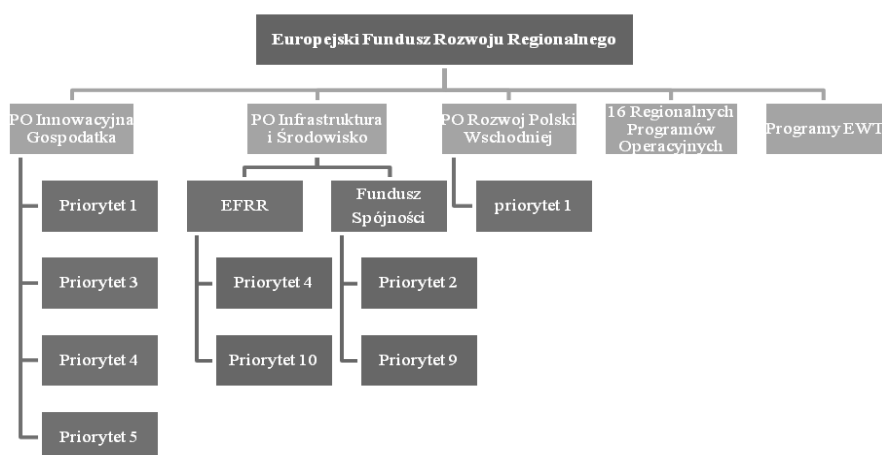 Europejski Fundusz Rozwoju Regionalnego
PO Innowacyjna
Gospodatka
PO Infrastruktura
i Środowisko
PO Rozwoj Polski
Wschodniej
16 Regionalnych
Programów
Operacyjnych
Programy EWT
Priorytet 1
EFRR
Fundusz
Spójności
priorytet 1
Priorytet 3
Priorytet 4
Priorytet 2
Priorytet 4
Priorytet 10
Priorytet 9
Priorytet 5